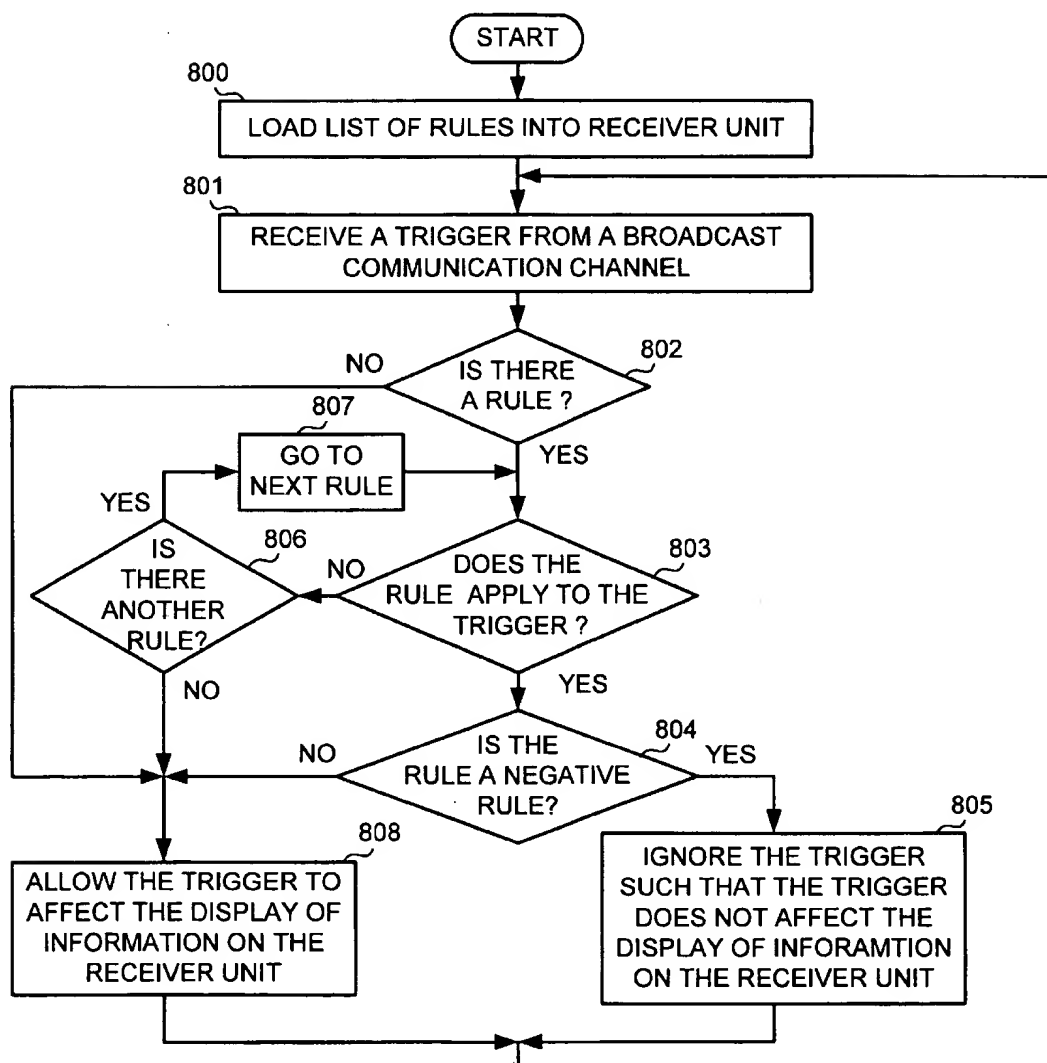 START
800
LOAD LIST OF RULES INTO RECEIVER UNIT
801
RECEIVE A TRIGGER FROM A BROADCAST
COMMUNICATION CHANNEL
NO
802
IS THERE
A RULE ?
807
GO TO
NEXT RULE
YES
YES
806
IS
THERE
ANOTHER
RULE?
NO
803
DOES THE
RULE APPLY TO THE
TRIGGER ?
NO
YES
804
NO
IS THE
RULE A NEGATIVE
RULE?
YES
805
808
ALLOW THE TRIGGER TO
AFFECT THE DISPLAY OF
INFORMATION ON THE
RECEIVER UNIT
IGNORE THE TRIGGER
SUCH THAT THE TRIGGER
DOES NOT AFFECT THE
DISPLAY OF INFORAMTION
ON THE RECEIVER UNIT